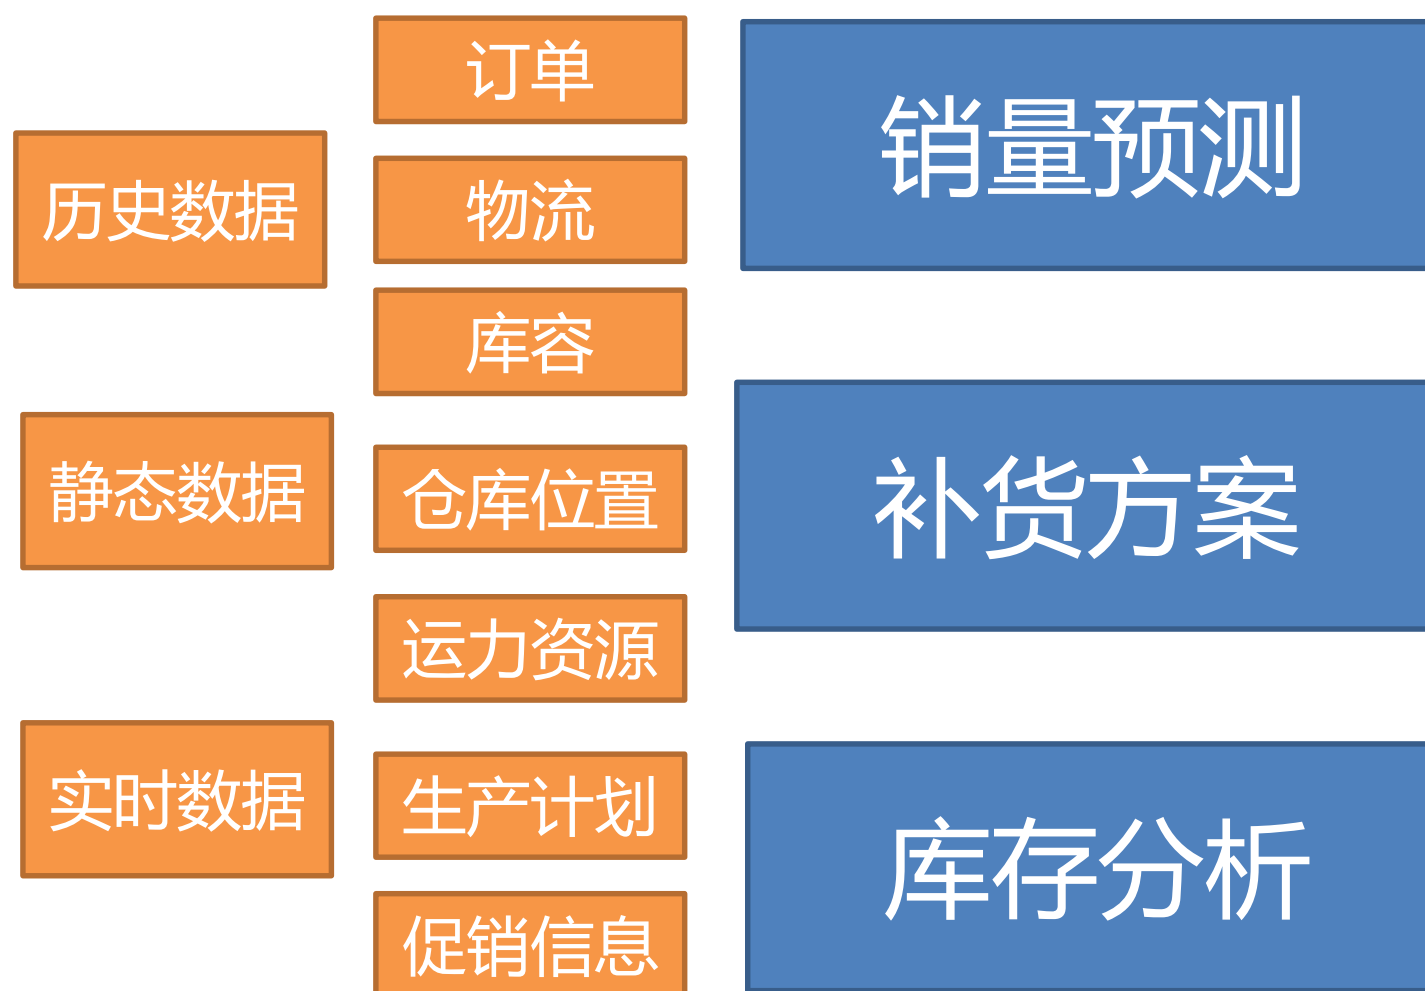 历史数据
静态数据
实时数据
订单
物流
库容
仓库位置
运力资源
生产计划
促销信息
销量预测
补货方案
库存分析